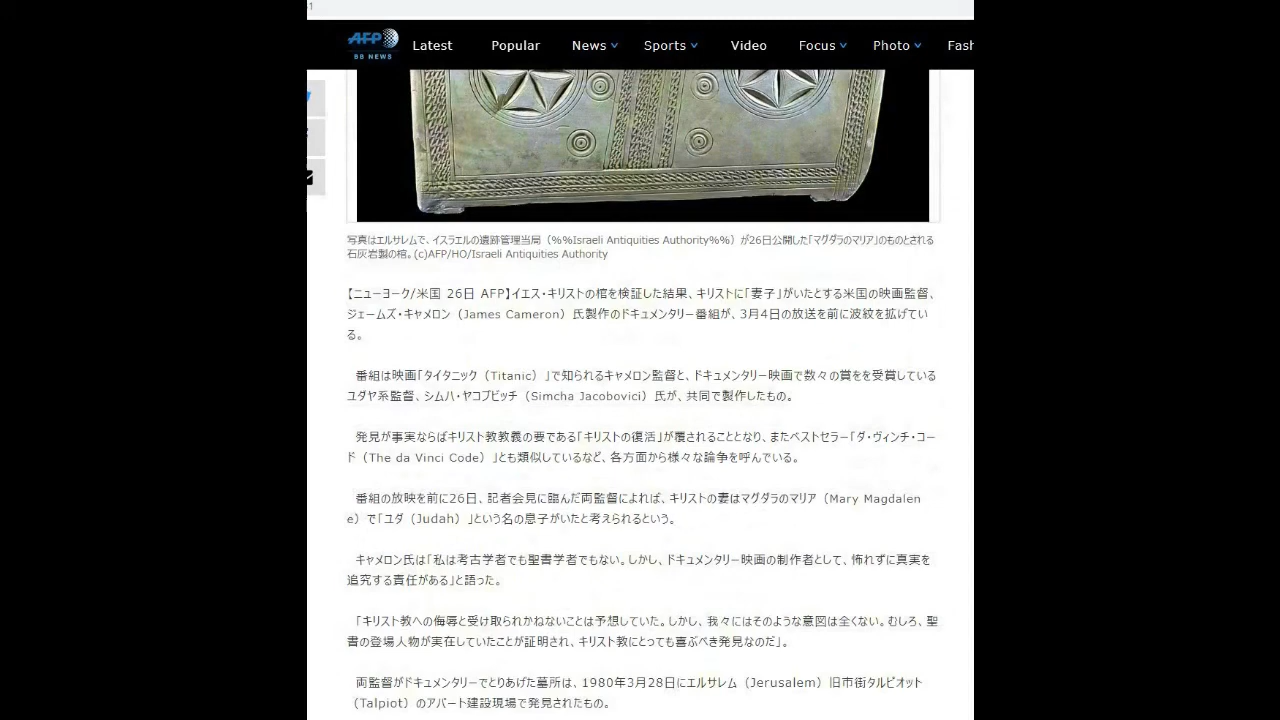 AFP
BB NEWS
Latest Popular News Sports Video Focus Photo Fash
写真はエルサレムで、イスラエルの遺跡管理当局（%%Israeli Antiquities Authority%%）が26日公開した「マグダラのマリア」のものとされる
石灰岩製の棺。(c)AFP/HO/Israeli Antiquities Authority
【ニューヨーク/米国 26日 AFP】イエス・キリストの棺を検証した結果、キリストに「妻子」がいたとする米国の映画監督、
ジェームズ・キャメロン（James Cameron）氏製作のドキュメンタリー番組が、3月4日の放送を前に波紋を拡げてい
る。
番組は映画「タイタニック（Titanic）」で知られるキャメロン監督と、ドキュメンタリー映画で数々の賞をを受賞している
ユダヤ系監督、シムハ・ヤコブビッチ（Simcha Jacobovici）氏が、共同で製作したもの。
発見が事実ならばキリスト教教義の要である「キリストの復活」が覆されることとなり、またベストセラー「ダ・ヴィンチ・コー
ド（The da Vinci Code）」とも類似しているなど、各方面から様々な論争を呼んでいる。
番組の放映を前に26日、記者会見に臨んだ両監督によれば、キリストの妻はマグダラのマリア（Mary Magdalen
e）で「ユダ（Judah）」という名の息子がいたと考えられるという。
キャメロン氏は「私は考古学者でも聖書学者でもない。しかし、ドキュメンタリー映画の制作者として、怖れずに真実を
追究する責任がある」と語った。
「キリスト教への侮辱と受け取られかねないことは予想していた。しかし、我々にはそのような意図は全くない。むしろ、聖
書の登場人物が実在していたことが証明され、キリスト教にとっても喜ぶべき発見なのだ」。
両監督がドキュメンタリーでとりあげた墓所は、1980年3月28日にエルサレム（Jerusalem）旧市街タルピオット
（Talpiot）のアパート建設現場で発見されたもの。